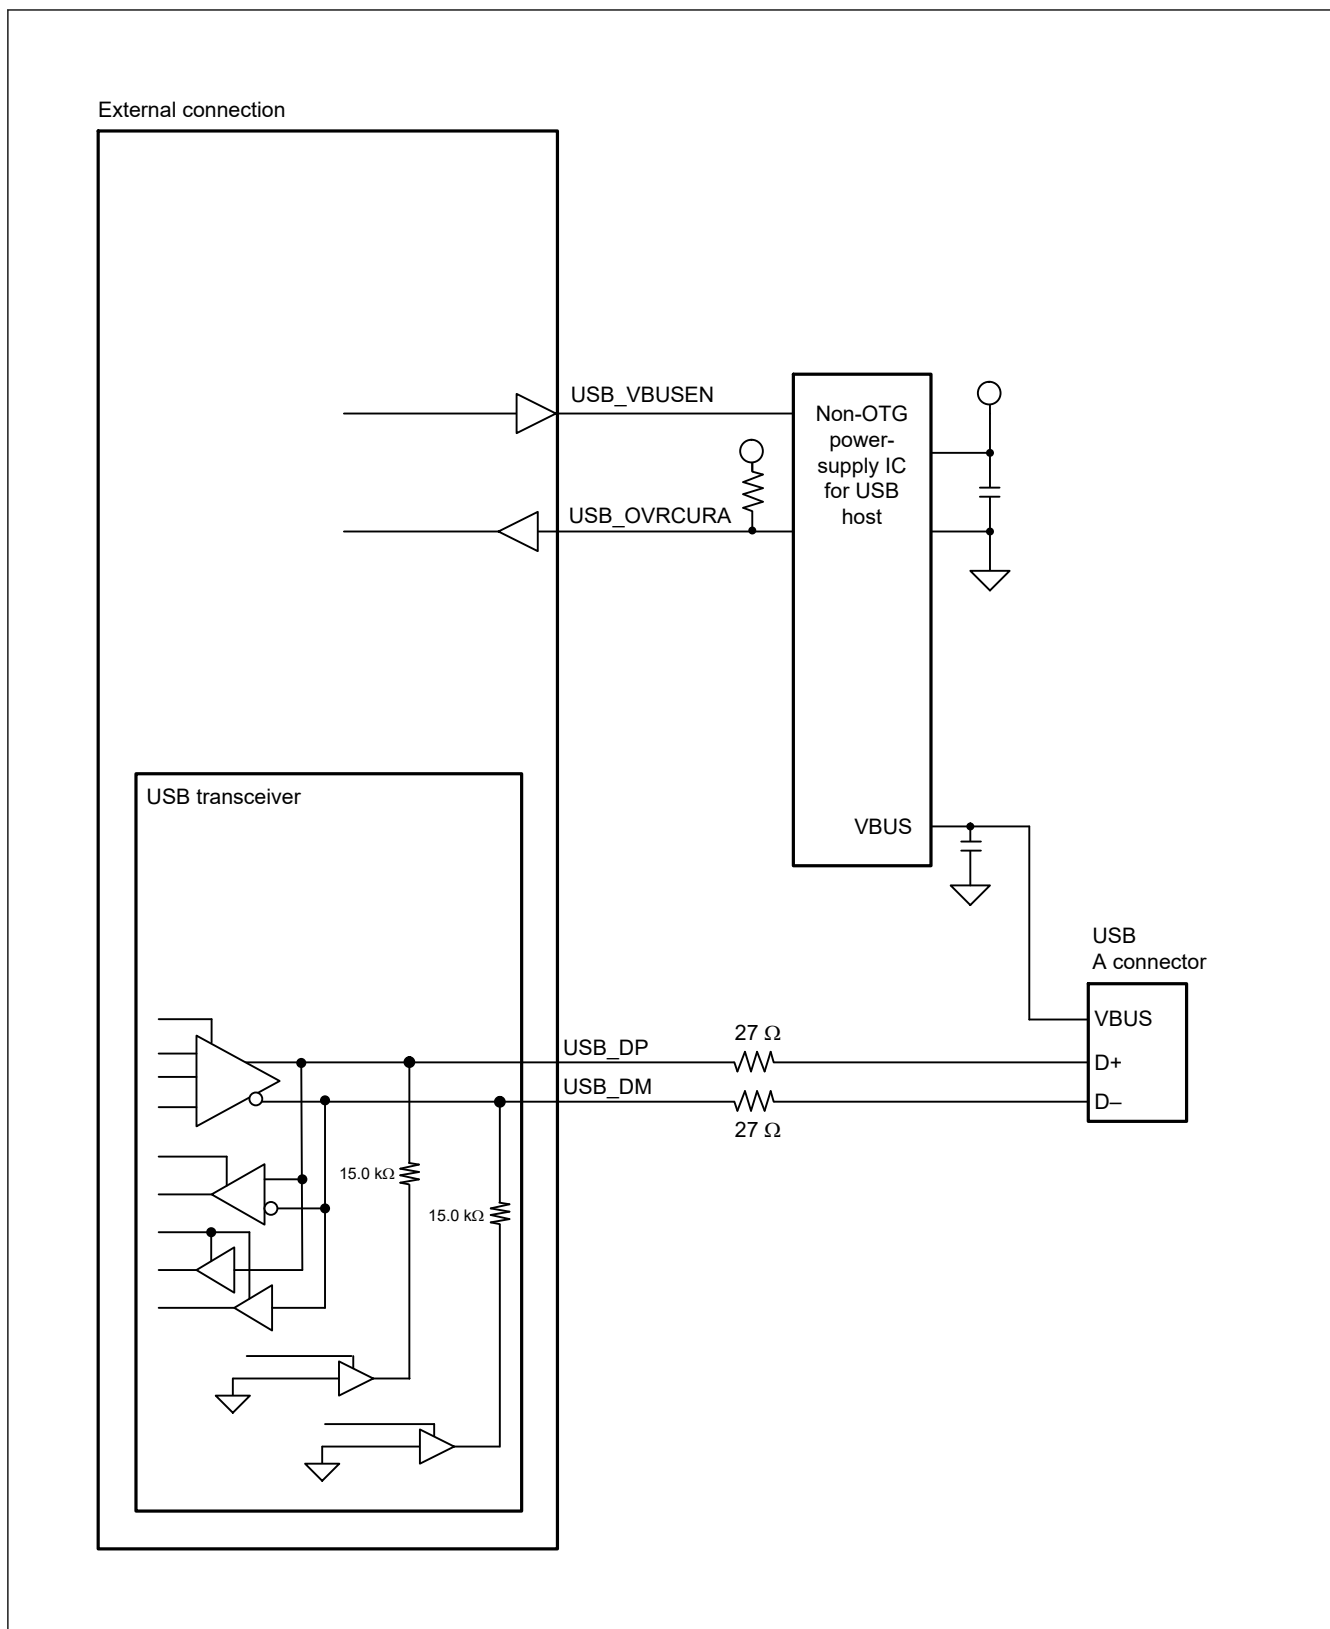 External connection
USB_VBUSEN
Non-OTG
power-
supply IC
for USB
host
USB_OVRCURA
USB transceiver
VBUS
USB
A connector
VBUS
27 Ω
USB_DP
D+
USB_DM
D–
27 Ω
15.0 kΩ
15.0 kΩ